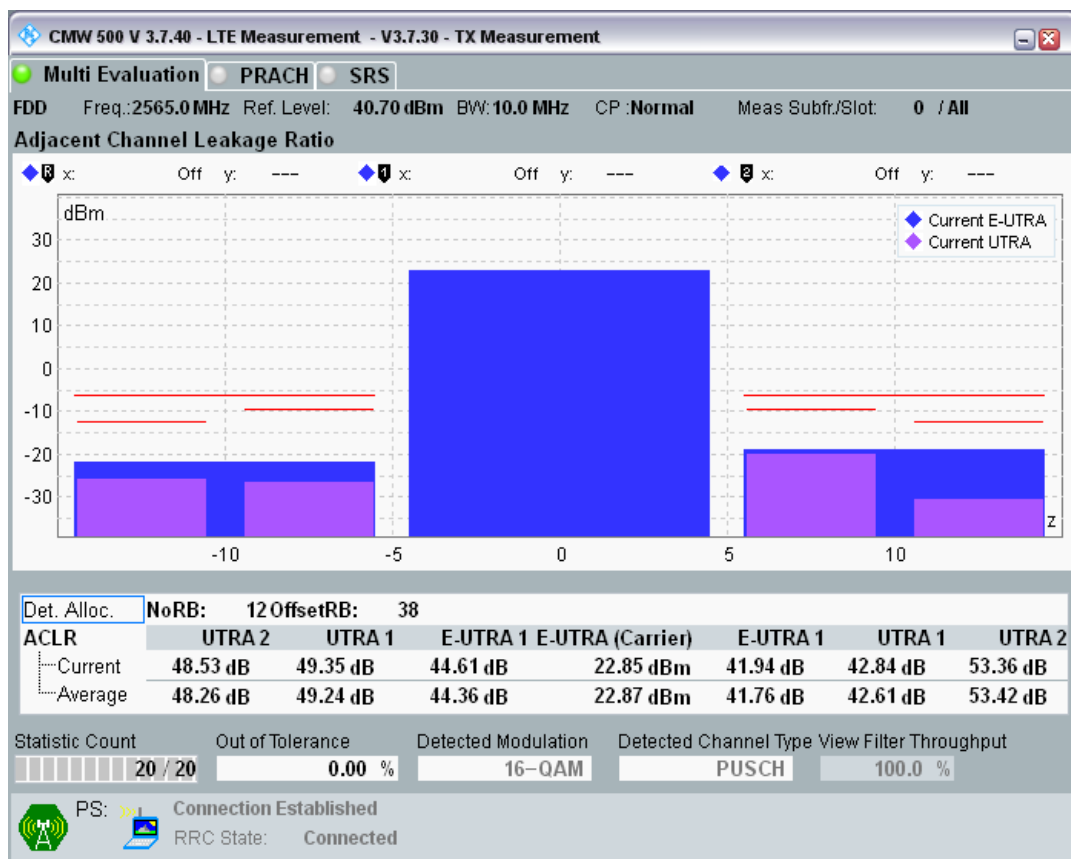 CMW 500 V 3.7.40 - LTE Measurement - V3.7.30 - TX Measurement
Multi Evaluation PRACH SRS
FDD Freq.:2565.0 MHz Ref. Level: 40.70 dBm BW:10.0 MHz CP :Normal Meas Subfr./Slot: 0 / All
Adjacent Channel Leakage Ratio
R x: Off y: --- 1 x: Off y: --- 2 x: Off y: ---
dBm
Current E-UTRA
Current UTRA
30
20
10
0
-10
-20
-30
z
-10 -5 0 5 10
Det. Alloc. NoRB: 12 OffsetRB: 38
ACLR UTRA 2 UTRA 1 E-UTRA 1 E-UTRA (Carrier) E-UTRA 1 UTRA 1 UTRA 2
Current 48.53 dB 49.35 dB 44.61 dB 22.85 dBm 41.94 dB 42.84 dB 53.36 dB
Average 48.26 dB 49.24 dB 44.36 dB 22.87 dBm 41.76 dB 42.61 dB 53.42 dB
Statistic Count Out of Tolerance Detected Modulation Detected Channel Type View Filter Throughput
20 / 20 0.00 % 16-QAM PUSCH 100.0 %
PS: Connection Established
RRC State: Connected